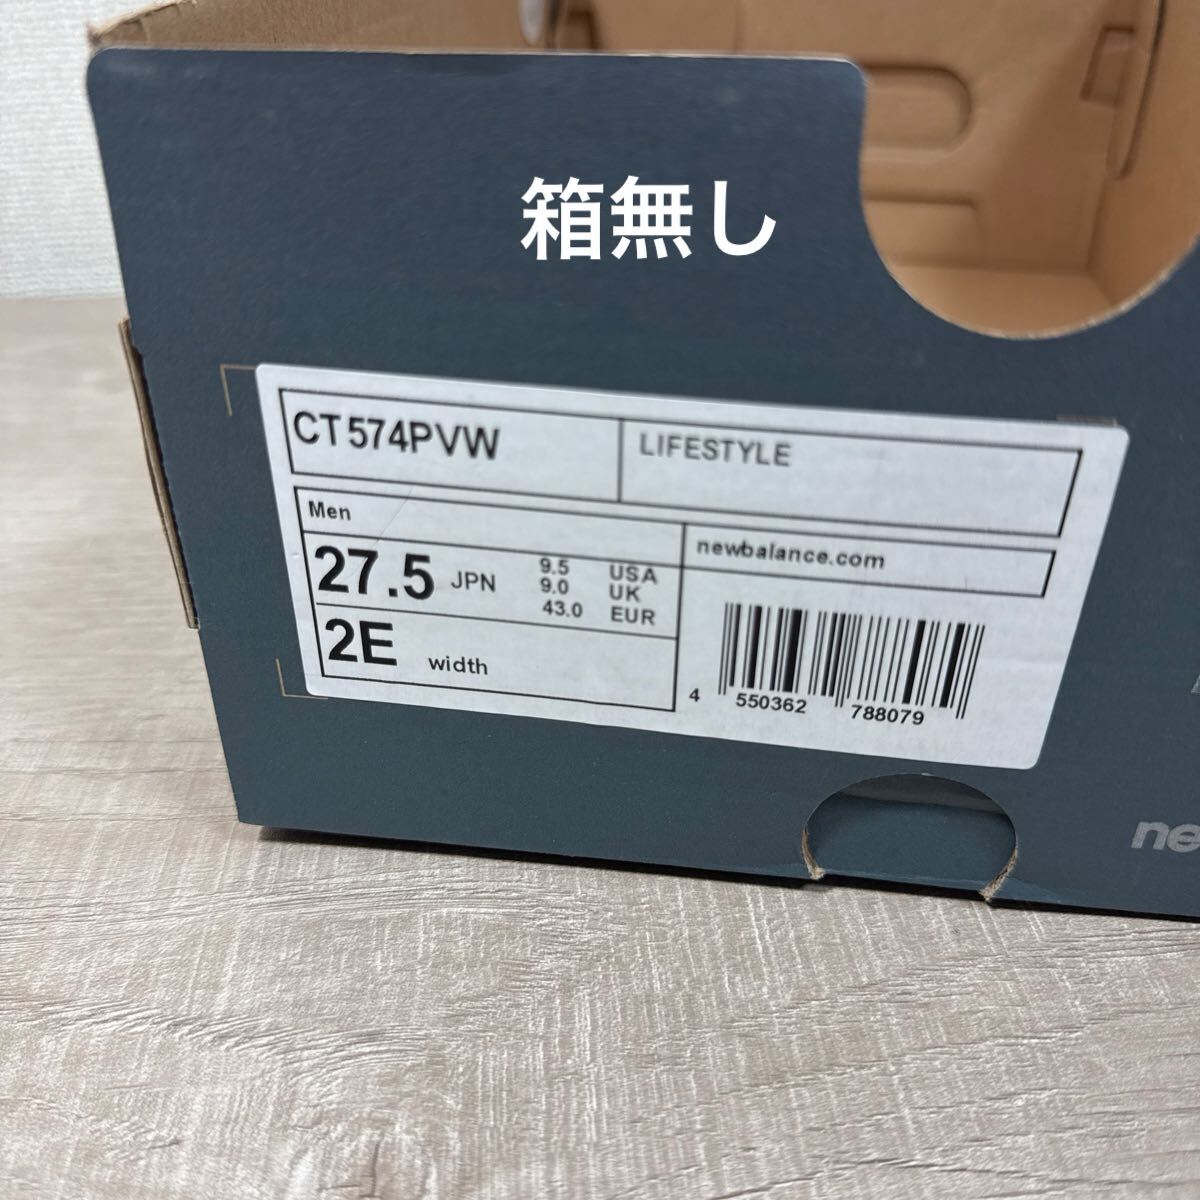 箱無し
CT574PVW
LIFESTYLE
Men
27.5 JPN
9.5 USA
9.0 UK
43.0 EUR
2E width
newbalance.com
4 550362 788079
ne